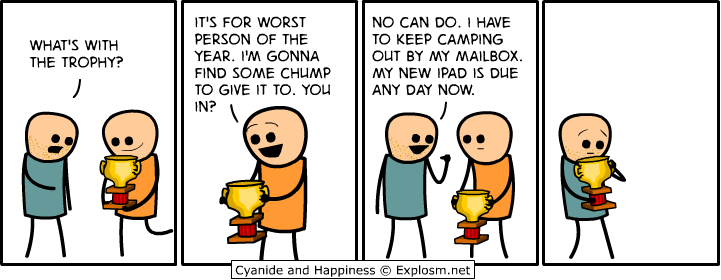 WHAT'S WITH
THE TROPHY?
IT'S FOR WORST
PERSON OF THE
YEAR. I'M GONNA
FIND SOME CHUMP
TO GIVE IT TO. YOU
IN?
NO CAN DO. I HAVE
TO KEEP CAMPING
OUT BY MY MAILBOX.
MY NEW IPAD IS DUE
ANY DAY NOW.
Cyanide and Happiness © Explosm.net